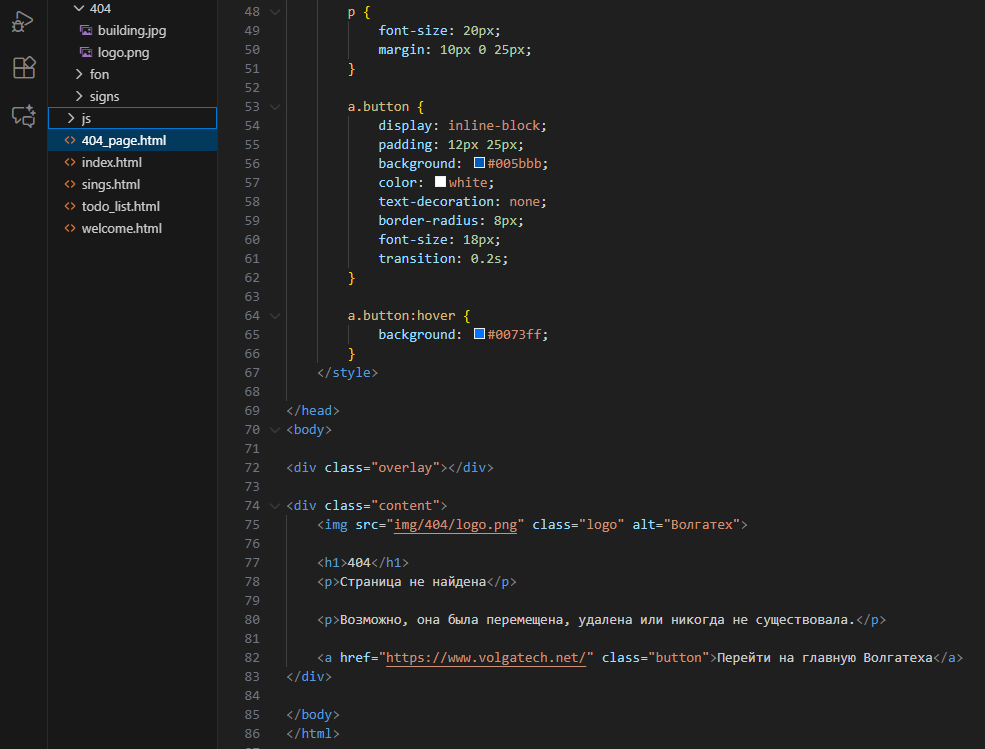 404
building.jpg
logo.png
fon
signs
js
404_page.html
index.html
sings.html
todo_list.html
welcome.html
48 p {
49 font-size: 20px;
50 margin: 10px 0 25px;
51 }
52
53 a.button {
54 display: inline-block;
55 padding: 12px 25px;
56 background: #005bbb;
57 color: white;
58 text-decoration: none;
59 border-radius: 8px;
60 font-size: 18px;
61 transition: 0.2s;
62 }
63
64 a.button:hover {
65 background: #0073ff;
66 }
67 </style>
68
69 </head>
70 <body>
71
72 <div class="overlay"></div>
73
74 <div class="content">
75 <img src="img/404/logo.png" class="logo" alt="Волгатех">
76
77 <h1>404</h1>
78 <p>Страница не найдена</p>
79
80 <p>Возможно, она была перемещена, удалена или никогда не существовала.</p>
81
82 <a href="https://www.volgatech.net/" class="button">Перейти на главную Волгатеха</a>
83 </div>
84
85 </body>
86 </html>